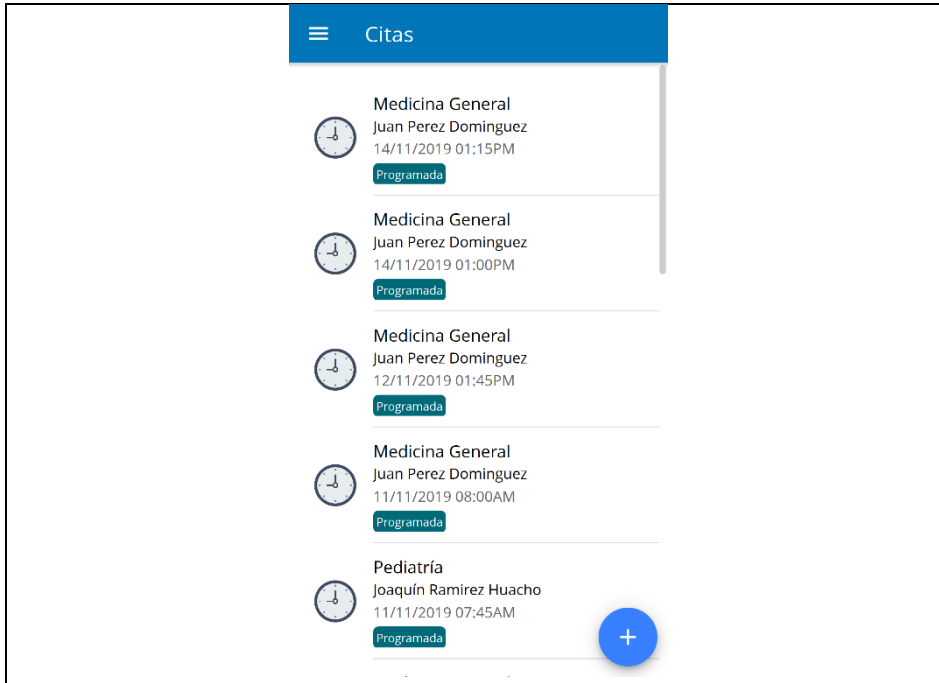 Citas
Medicina General
Juan Perez Dominguez
14/11/2019 01:15PM
Programada
Medicina General
Juan Perez Dominguez
14/11/2019 01:00PM
Programada
Medicina General
Juan Perez Dominguez
12/11/2019 01:45PM
Programada
Medicina General
Juan Perez Dominguez
11/11/2019 08:00AM
Programada
Pediatría
Joaquín Ramirez Huacho
11/11/2019 07:45AM
Programada
+